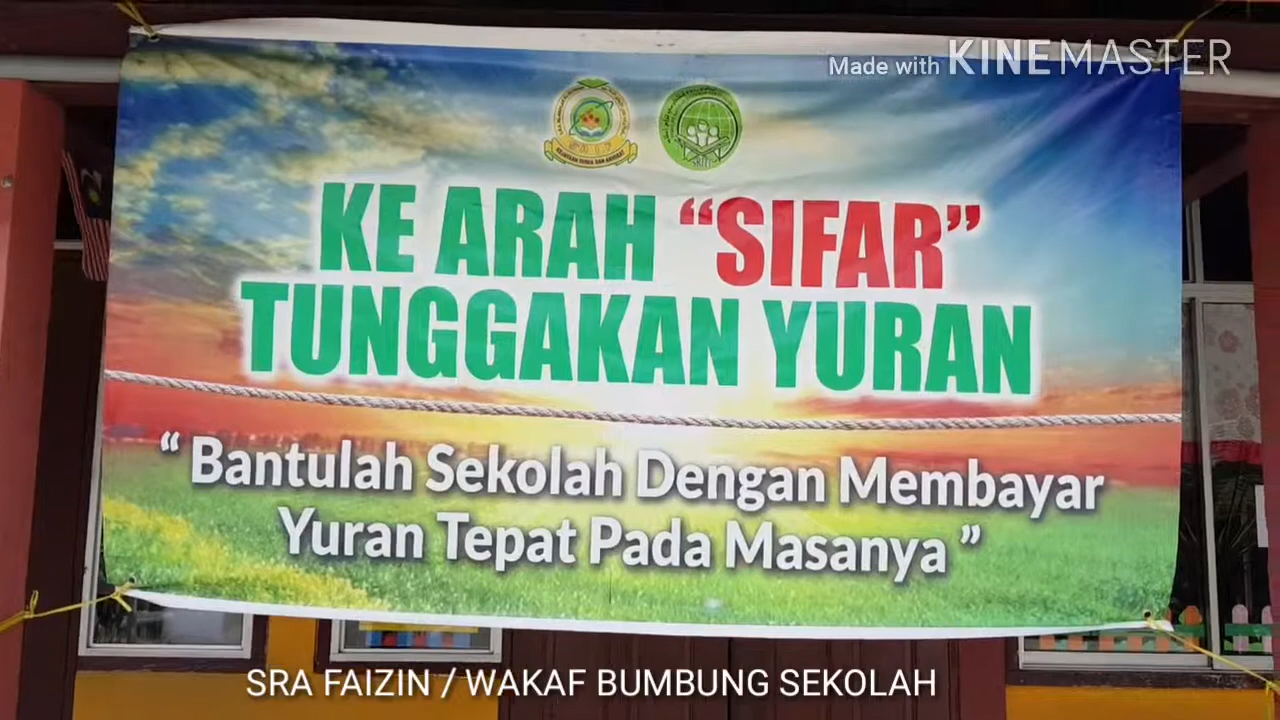 Made with KINEMASTER
KE ARAH “SIFAR”
TUNGGAKAN YURAN
“ Bantulah Sekolah Dengan Membayar
Yuran Tepat Pada Masanya ”
SRA FAIZIN / WAKAF BUMBUNG SEKOLAH